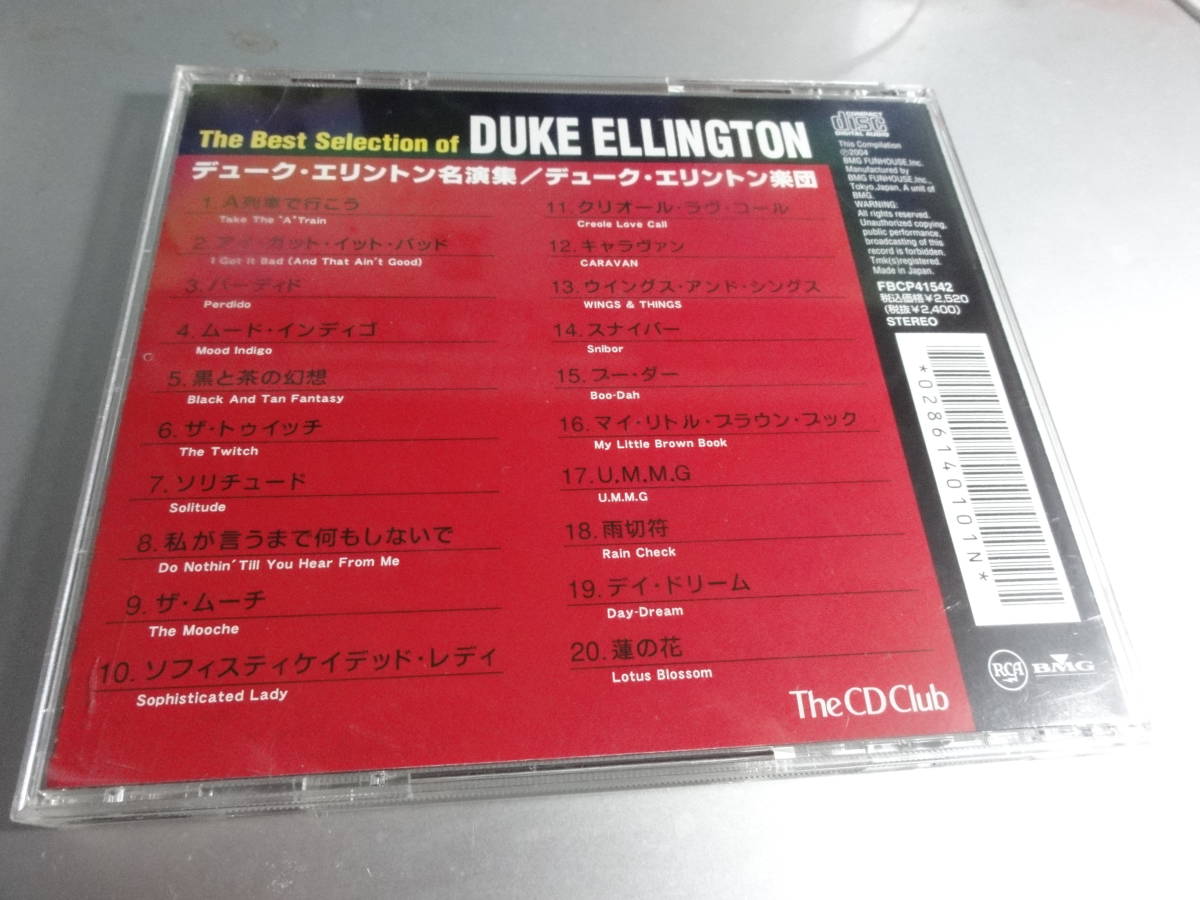 The Best Selection of DUKE ELLINGTON
デューク・エリントン名演集/デューク・エリントン楽団
1. A列車で行こう
Take The "A" Train
2. アイ・ガット・イット・バッド
I Got It Bad (And That Ain't Good)
3. パーディド
Perdido
4. ムード・インディゴ
Mood Indigo
5. 黒と茶の幻想
Black And Tan Fantasy
6. ザ・トゥイッチ
The Twitch
7. ソリチュード
Solitude
8. 私が言うまで何もしないで
Do Nothin' Till You Hear From Me
9. ザ・ムーチ
The Mooche
10. ソフィスティケイデッド・レディ
Sophisticated Lady
11. クリオール・ラヴ・コール
Creole Love Call
12. キャラヴァン
CARAVAN
13. ウイングス・アンド・シングス
WINGS & THINGS
14. スナイバー
Snibor
15. ブー・ダー
Boo-Dah
16. マイ・リトル・ブラウン・ブック
My Little Brown Book
17. U.M.M.G
U.M.M.G
18. 雨切符
Rain Check
19. デイ・ドリーム
Day-Dream
20. 蓮の花
Lotus Blossom
The CD Club
COMPACT
disc
DIGITAL AUDIO
This Compilation
℗2004
BMG FUNHOUSE, Inc.
Manufactured by
BMG FUNHOUSE, Inc.,
Tokyo, Japan, A unit of
BMG.
WARNING:
All rights reserved.
Unauthorized copying,
public performance,
broadcasting of this
record is forbidden.
Tmk(s)registered.
Made in Japan.
FBCP41542
税込価格¥2,520
(税抜¥2,400)
STEREO
*0286140101N*
RCA
BMG